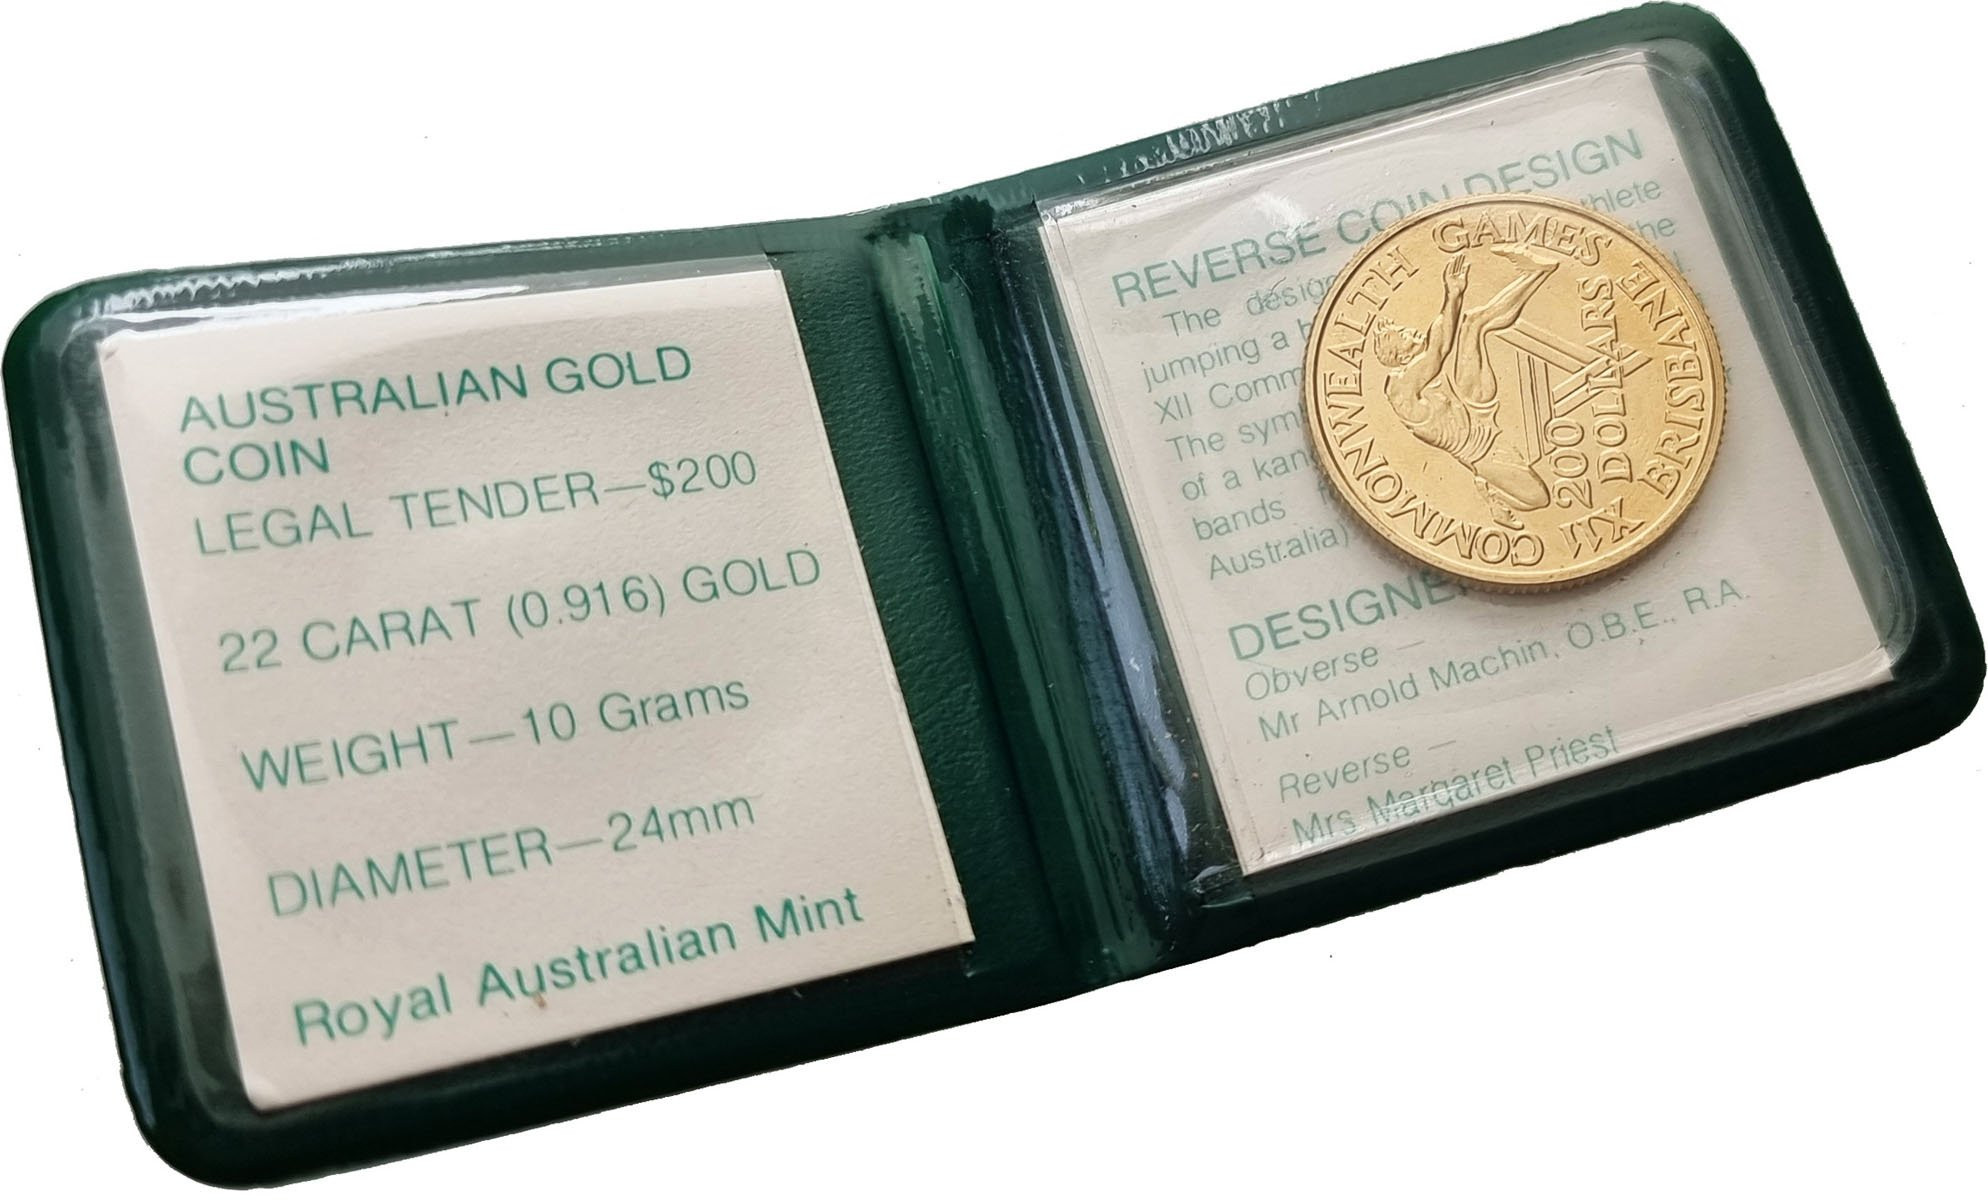 AUSTRALIAN GOLD
COIN
LEGAL TENDER—$200
22 CARAT (0.916) GOLD
WEIGHT—10 Grams
DIAMETER—24mm
Royal Australian Mint
REVERSE COIN DESIGN
The
jumping a
XII
The
of a
bands
Australia)
the
Obverse —
Mr Arnold Machin, O.B.E., R.A.
Reverse —
Mrs Margaret Priest
XII COMMONWEALTH GAMES BRISBANE
200
DOLLARS